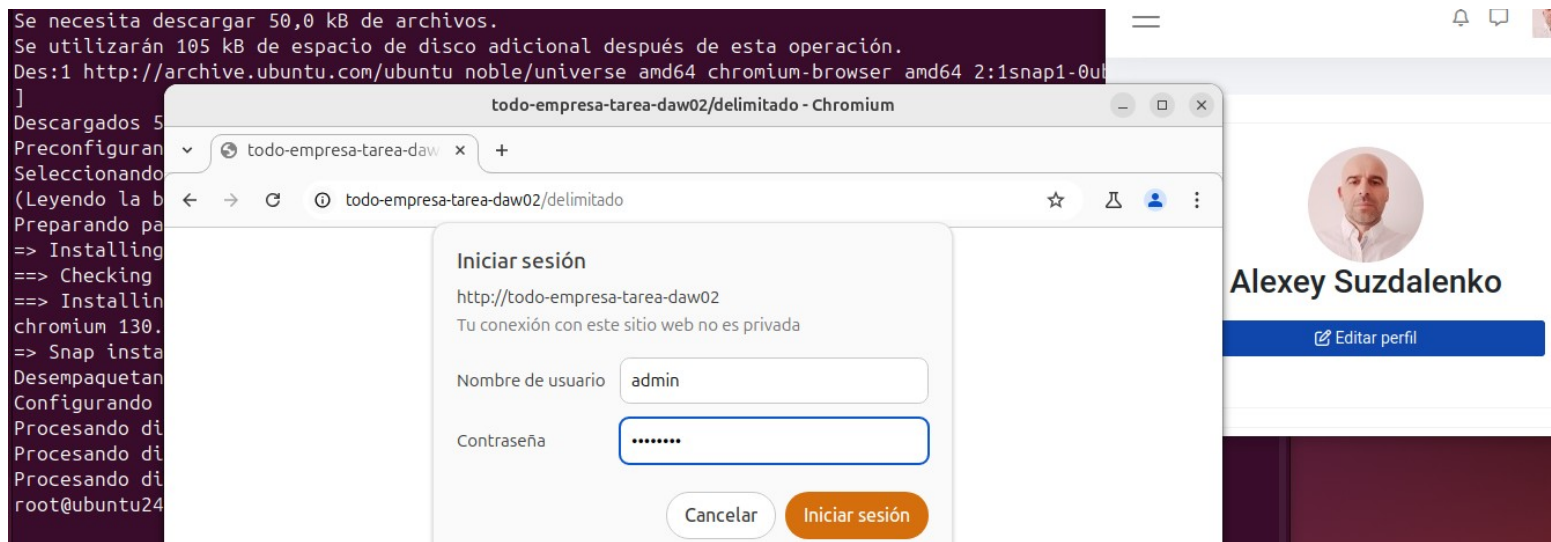 Se necesita descargar 50,0 kB de archivos.
Se utilizarán 105 kB de espacio de disco adicional después de esta operación.
Des:1 http://archive.ubuntu.com/ubuntu noble/universe amd64 chromium-browser amd64 2:1snap1-0ub
]
Descargados 5
Preconfiguran
Seleccionando
(Leyendo la b
Preparando pa
=> Installing
==> Checking
==> Installin
chromium 130.
=> Snap insta
Desempaquetan
Configurando
Procesando di
Procesando di
Procesando di
root@ubuntu24
todo-empresa-tarea-daw02/delimitado - Chromium
todo-empresa-tarea-daw
todo-empresa-tarea-daw02/delimitado
Iniciar sesión
http://todo-empresa-tarea-daw02
Tu conexión con este sitio web no es privada
Nombre de usuario admin
Contraseña ••••••••
Cancelar Iniciar sesión
Alexey Suzdalenko
Editar perfil